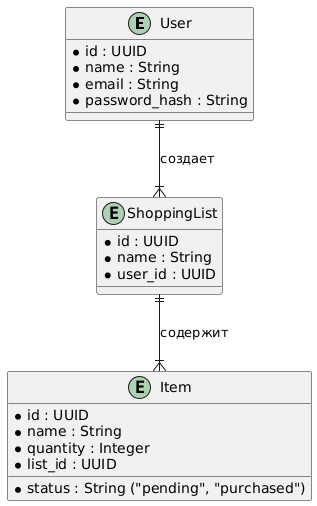 E User
* id : UUID
* name : String
* email : String
* password_hash : String
создает
E ShoppingList
* id : UUID
* name : String
* user_id : UUID
содержит
E Item
* id : UUID
* name : String
* quantity : Integer
* list_id : UUID
* status : String ("pending", "purchased")